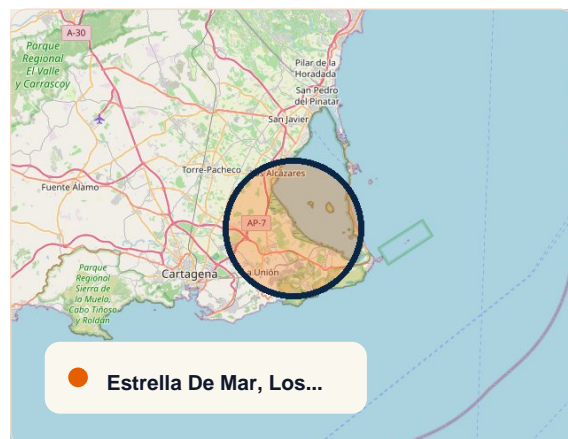 A-30
Parque
Regional
El Valle
y Carrascoy
Pilar de la
Horadada
San Pedro
del Pinatar
San Javier
Torre-Pacheco
Los Alcázares
Fuente Álamo
AP-7
Cartagena
La Unión
Parque
Regional
Sierra de
la Muela,
Cabo Tiñoso
y Roldán
Estrella De Mar, Los...